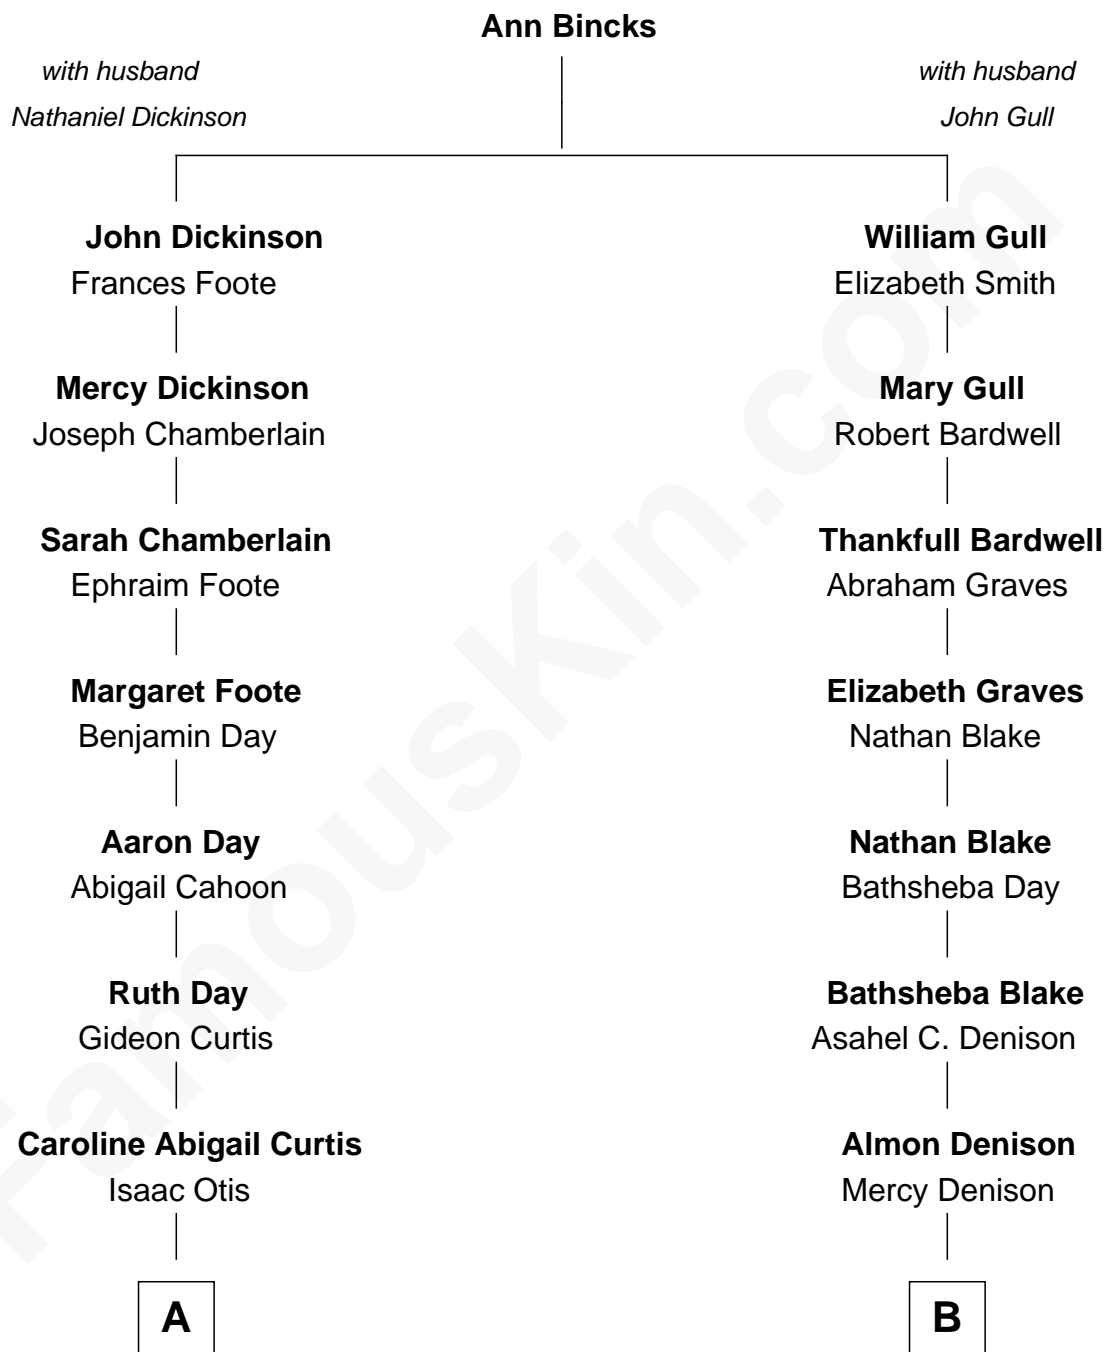 Ann Bincks
with husband
Nathaniel Dickinson
with husband
John Gull
John Dickinson
Frances Foote
William Gull
Elizabeth Smith
Mercy Dickinson
Joseph Chamberlain
Mary Gull
Robert Bardwell
Sarah Chamberlain
Ephraim Foote
Thankfull Bardwell
Abraham Graves
Margaret Foote
Benjamin Day
Elizabeth Graves
Nathan Blake
Aaron Day
Abigail Cahoon
Nathan Blake
Bathsheba Day
Ruth Day
Gideon Curtis
Bathsheba Blake
Asahel C. Denison
Caroline Abigail Curtis
Isaac Otis
Almon Denison
Mercy Denison
A
B
FamousKin.com